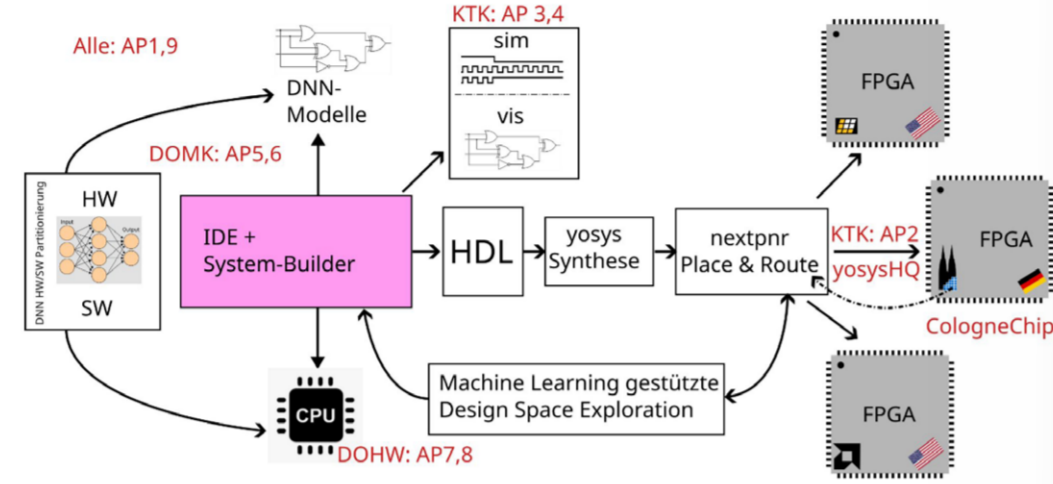 KTK: AP 3,4
Alle: AP1,9
sim
vis
DNN-
Modelle
DOMK: AP5,6
FPGA
DNN HW/SW Partitionierung
HW
Input
Output
SW
IDE +
System-Builder
HDL
yosys
Synthese
nextpnr
Place & Route
KTK: AP2
yosysHQ
FPGA
CologneChip
Machine Learning gestützte
Design Space Exploration
CPU
DOHW: AP7,8
FPGA